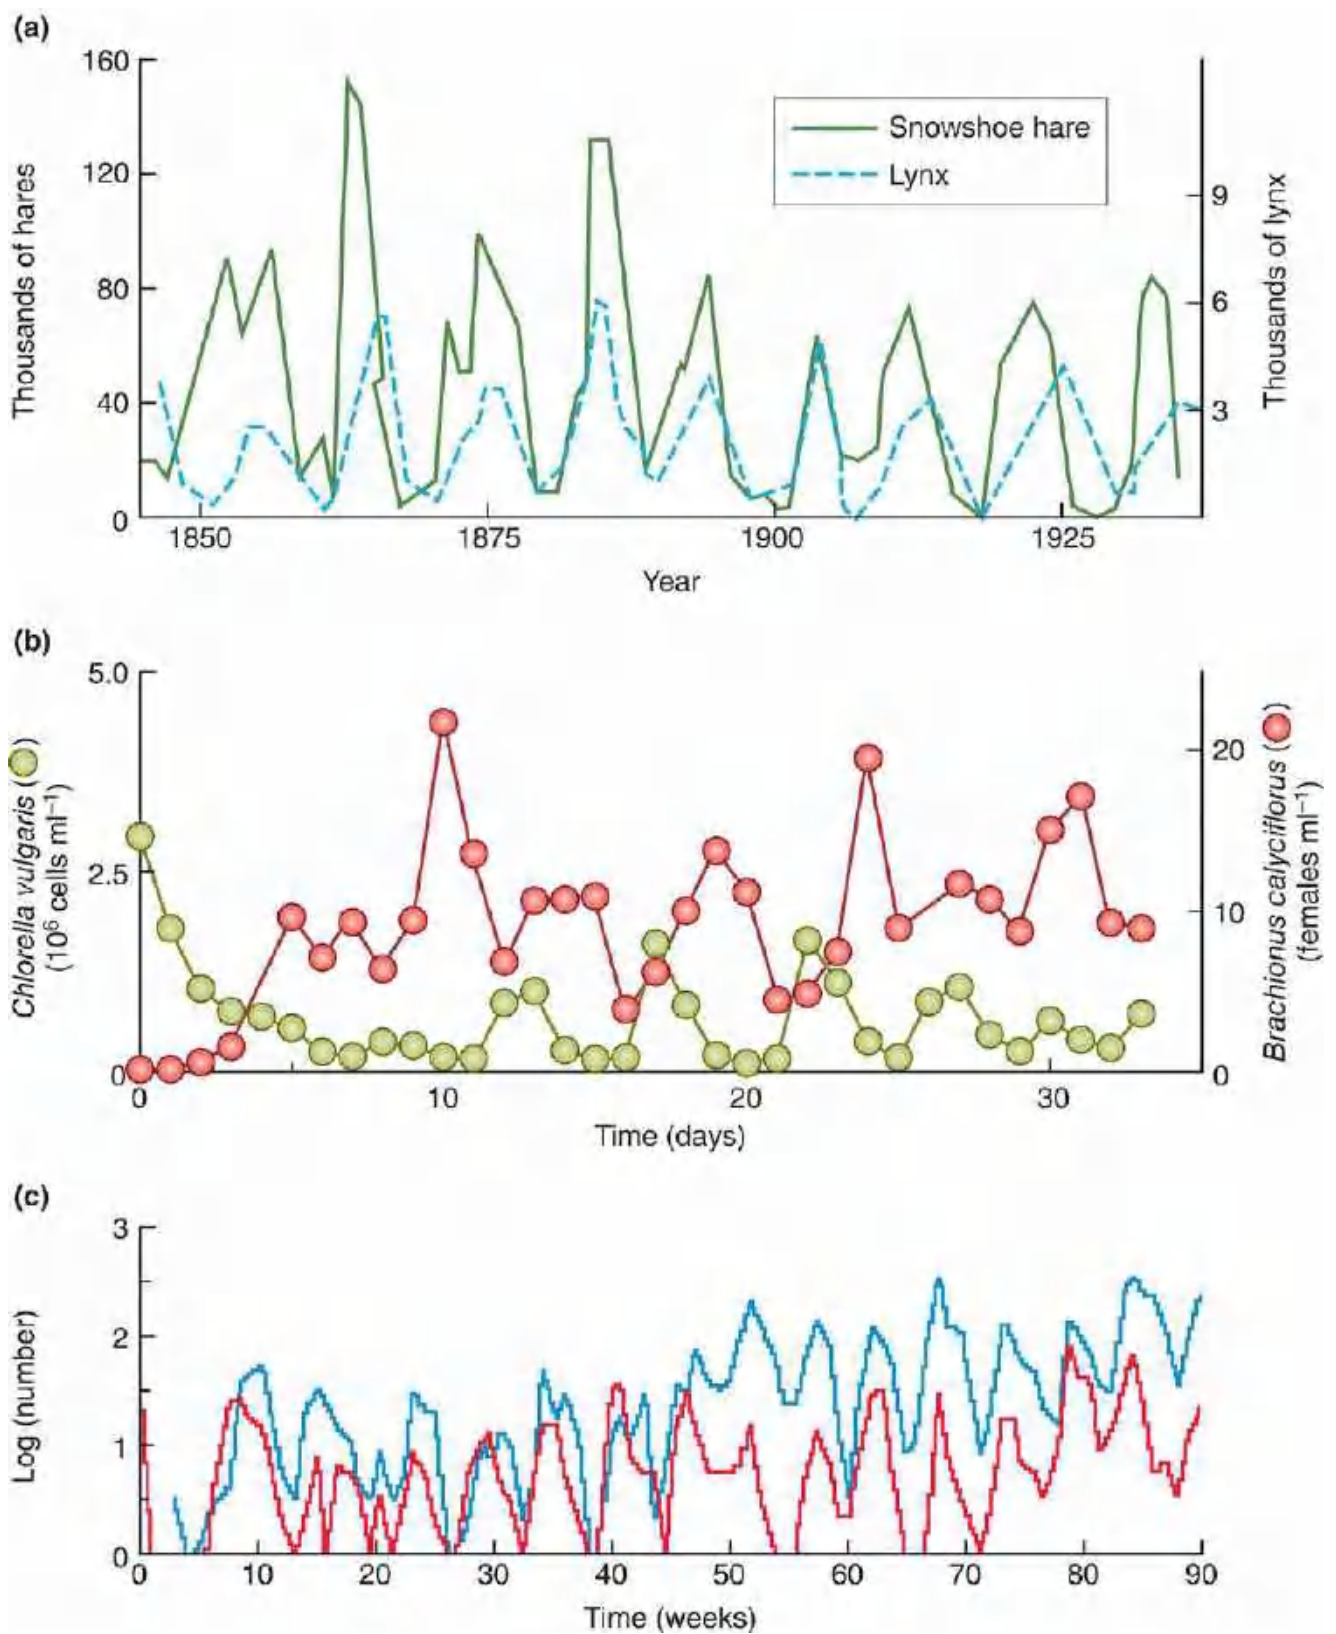 (a)
160
120
80
40
0
Thousands of hares
Snowshoe hare
Lynx
9
6
3
Thousands of lynx
1850 1875 1900 1925
Year
(b)
5.0
2.5
0
Chlorella vulgaris ( )
(10⁶ cells ml⁻¹)
20
10
0
Brachionus calyciflorus ( )
(females ml⁻¹)
0 10 20 30
Time (days)
(c)
3
2
1
0
Log (number)
0 10 20 30 40 50 60 70 80 90
Time (weeks)